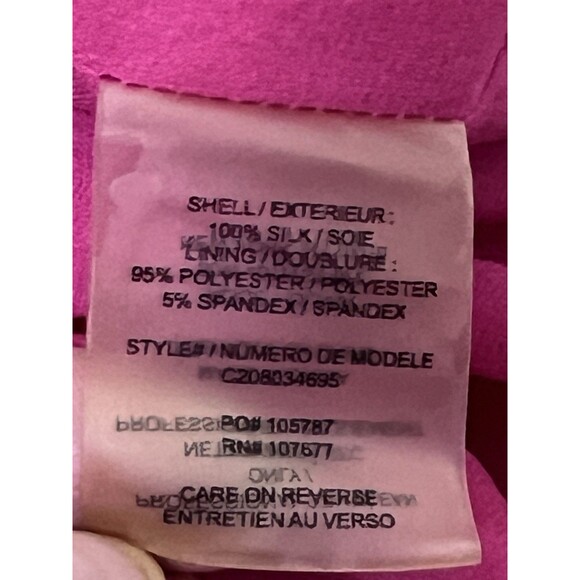 SHELL / EXTERIEUR :
100% SILK / SOIE
LINING / DOUBLURE :
95% POLYESTER / POLYESTER
5% SPANDEX / SPANDEX
STYLE# / NUMERO DE MODELE
C208034695
PO# 105787
RN# 107677
CARE ON REVERSE
ENTRETIEN AU VERSO